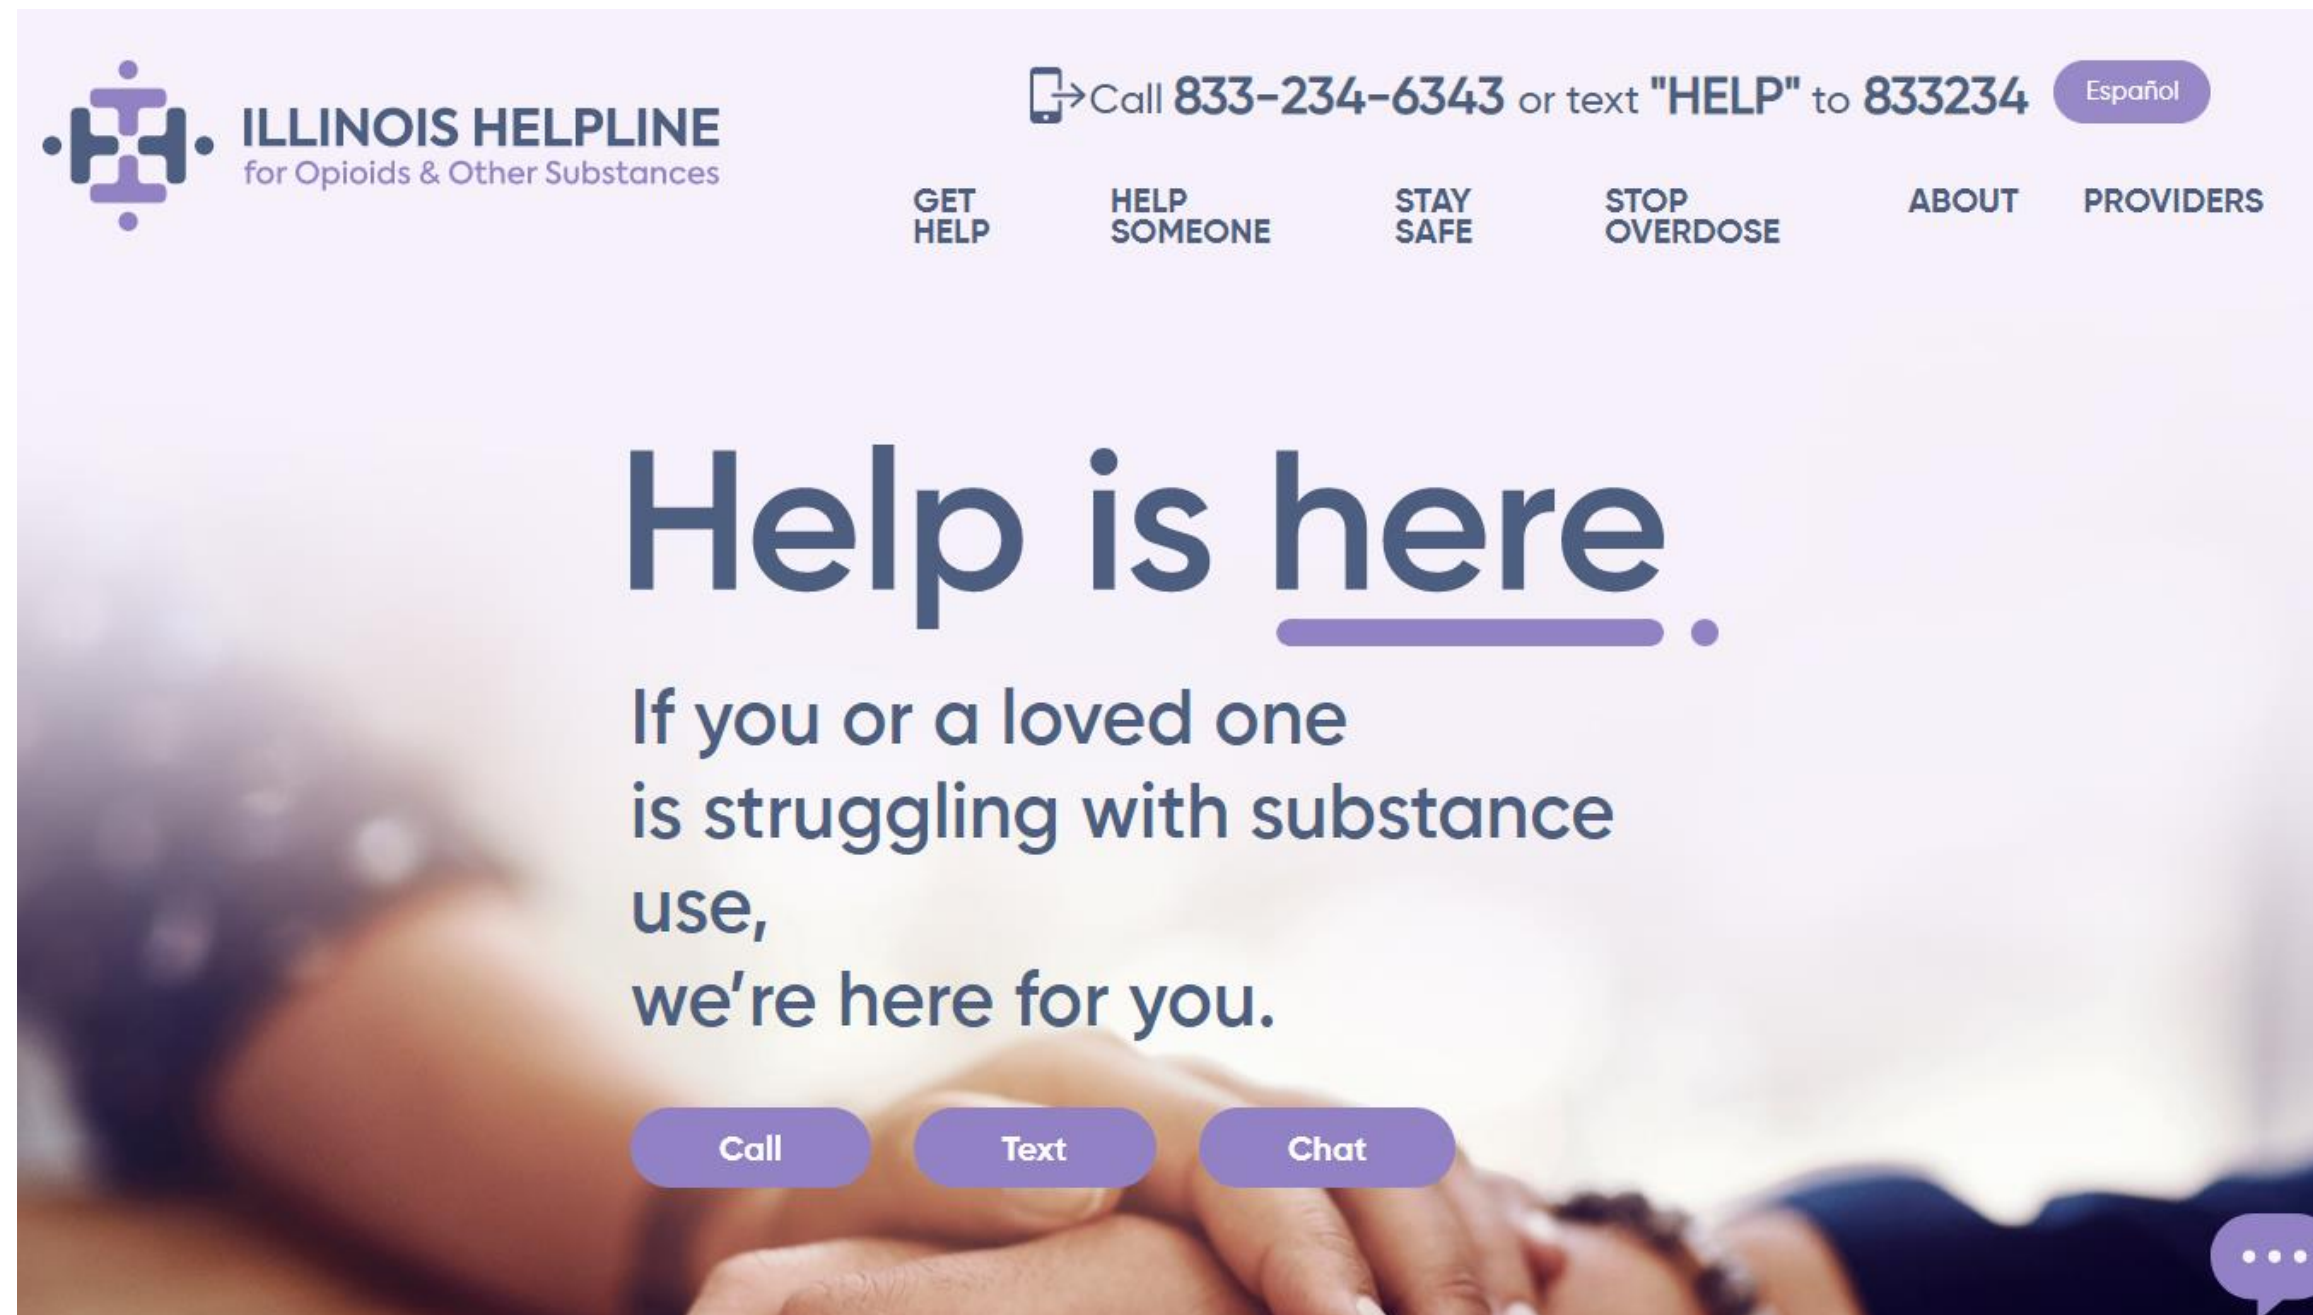 ILLINOIS HELPLINE
for Opioids & Other Substances
Call 833-234-6343 or text "HELP" to 833234
Español
GET HELP
HELP SOMEONE
STAY SAFE
STOP OVERDOSE
ABOUT
PROVIDERS
Help is here.
If you or a loved one
is struggling with substance
use,
we're here for you.
Call
Text
Chat